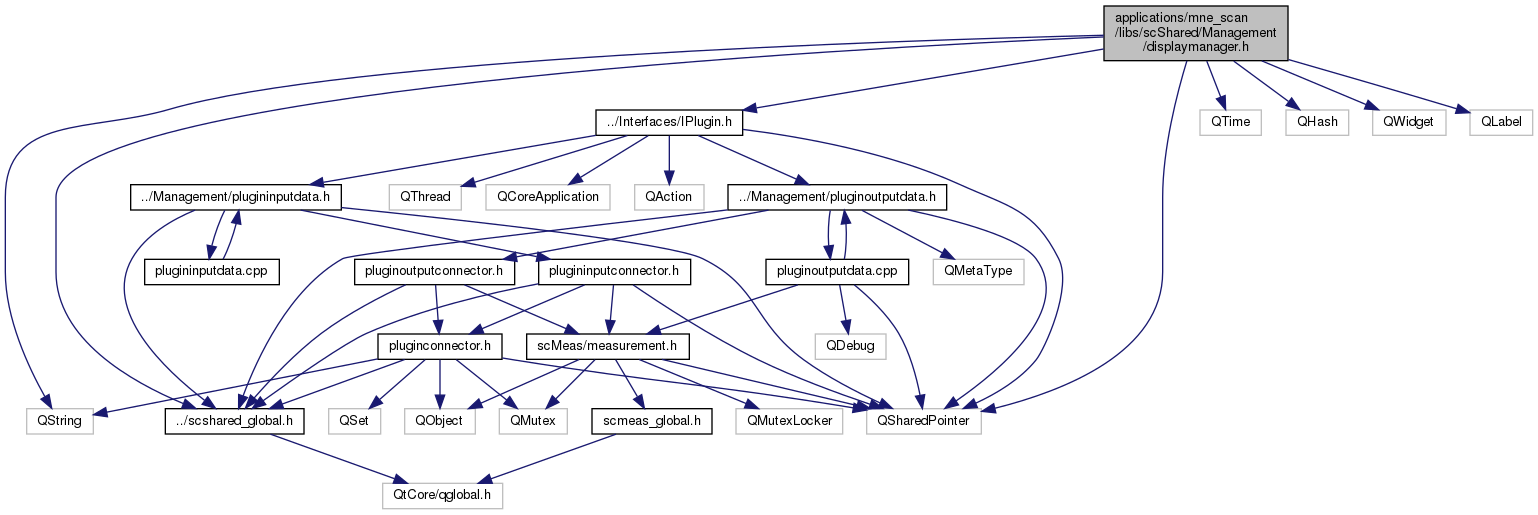 applications/mne_scan
/libs/scShared/Management
/displaymanager.h
../Interfaces/IPlugin.h
QTime
QHash
QWidget
QLabel
../Management/plugininputdata.h
QThread
QCoreApplication
QAction
../Management/pluginoutputdata.h
plugininputdata.cpp
pluginoutputconnector.h
plugininputconnector.h
pluginoutputdata.cpp
QMetaType
pluginconnector.h
scMeas/measurement.h
QDebug
QString
../scshared_global.h
QSet
QObject
QMutex
scmeas_global.h
QMutexLocker
QSharedPointer
QtCore/qglobal.h